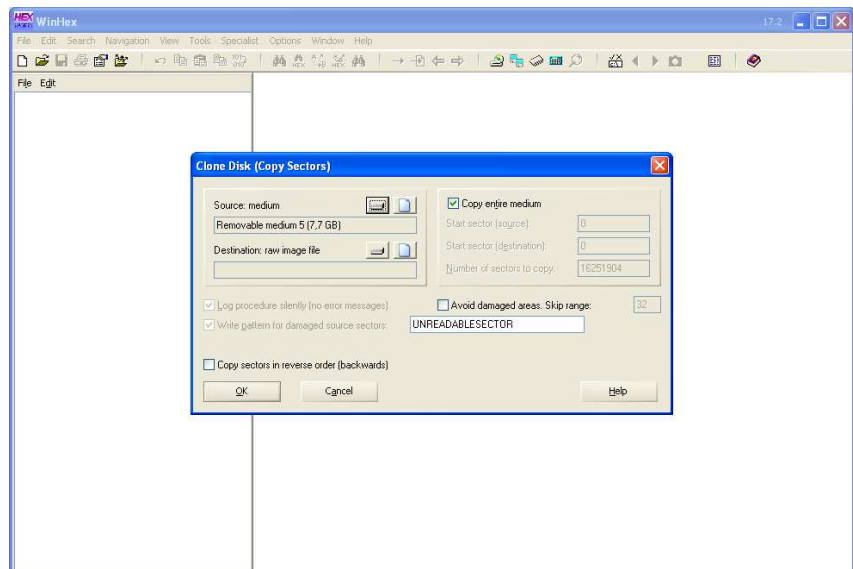 HEX
WinHex
17.2
File Edit Search Navigation View Tools Specialist Options Window Help
File Edit
Clone Disk (Copy Sectors)
Source: medium
Removable medium 5 (7,7 GB)
Destination: raw image file
Copy entire medium
Start sector (source):
0
Start sector (destination):
0
Number of sectors to copy:
16251904
Log procedure silently (no error messages)
Avoid damaged areas. Skip range:
32
Write pattern for damaged source sectors:
UNREADABLESECTOR
Copy sectors in reverse order (backwards)
OK
Cancel
Help